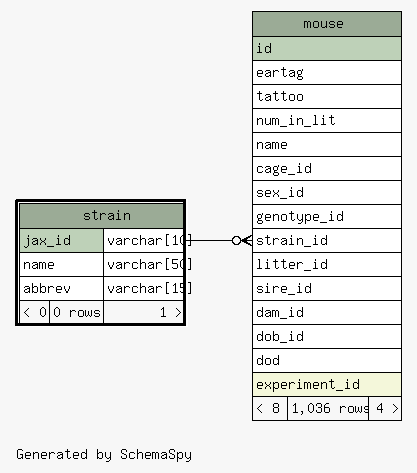 mouse
id
eartag
tattoo
num_in_lit
name
cage_id
sex_id
genotype_id
strain_id
litter_id
sire_id
dam_id
dob_id
dod
experiment_id
< 8 1,036 rows 4 >
strain
jax_id varchar[10]
name varchar[50]
abbrev varchar[15]
< 0 0 rows 1 >
Generated by SchemaSpy